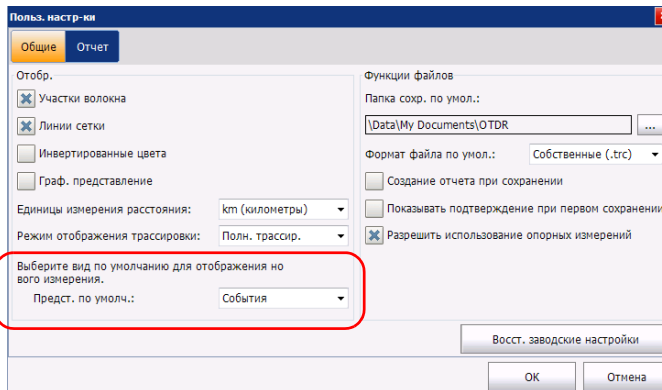 Польз. настр-ки
Общие
Отчет
Отобр.
Участки волокна
Линии сетки
Инвертированные цвета
Граф. представление
Единицы измерения расстояния: km (километры)
Режим отображения трассировки: Полн. трассир.
Выберите вид по умолчанию для отображения но
вого измерения.
Предст. по умолч.: События
Функции файлов
Папка сохр. по умол.:
\Data\My Documents\OTDR ...
Формат файла по умол.: Собственные (.trc)
Создание отчета при сохранении
Показывать подтверждение при первом сохранении
Разрешить использование опорных измерений
Восст. заводские настройки
OK
Отмена